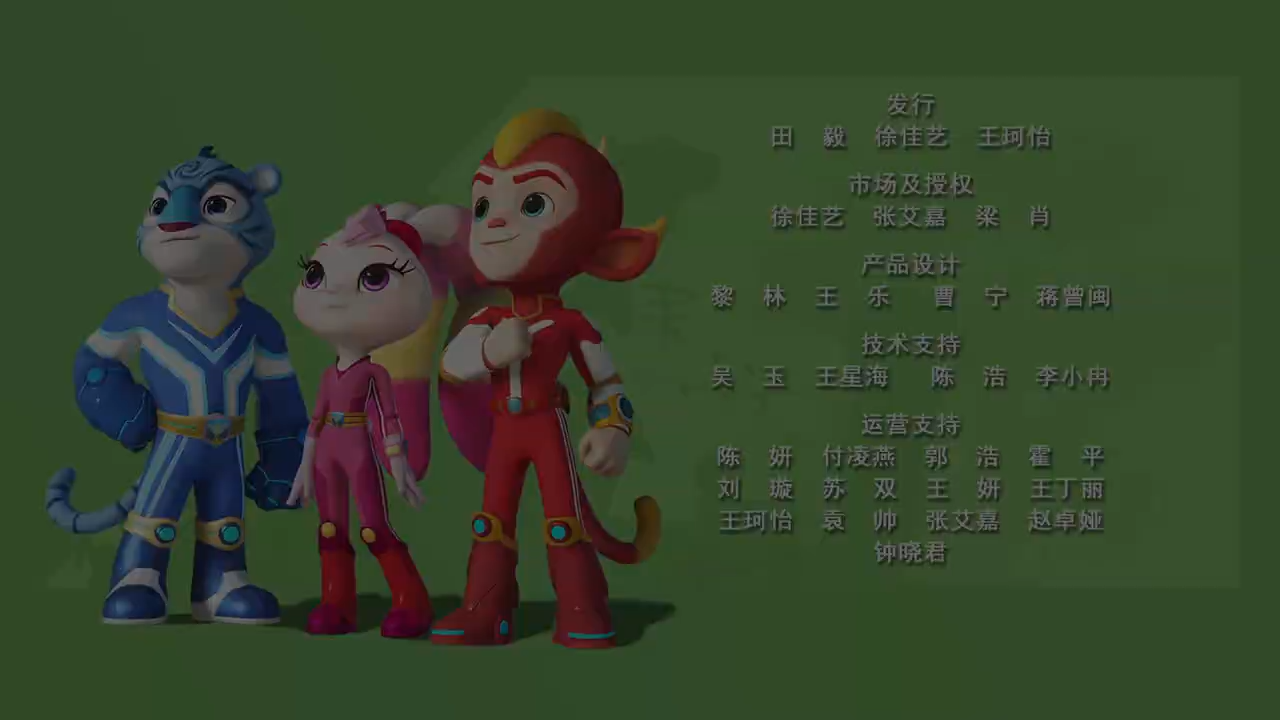 发行
田 毅 徐佳艺 王珂怡
市场及授权
徐佳艺 张艾嘉 梁 肖
产品设计
黎 林 王 乐 曹 宁 蒋曾闽
技术支持
吴 玉 王星海 陈 浩 李小冉
运营支持
陈 妍 付凌燕 郭 浩 霍 平
刘 璇 苏 双 王 妍 王丁丽
王珂怡 袁 帅 张艾嘉 赵卓娅
钟晓君